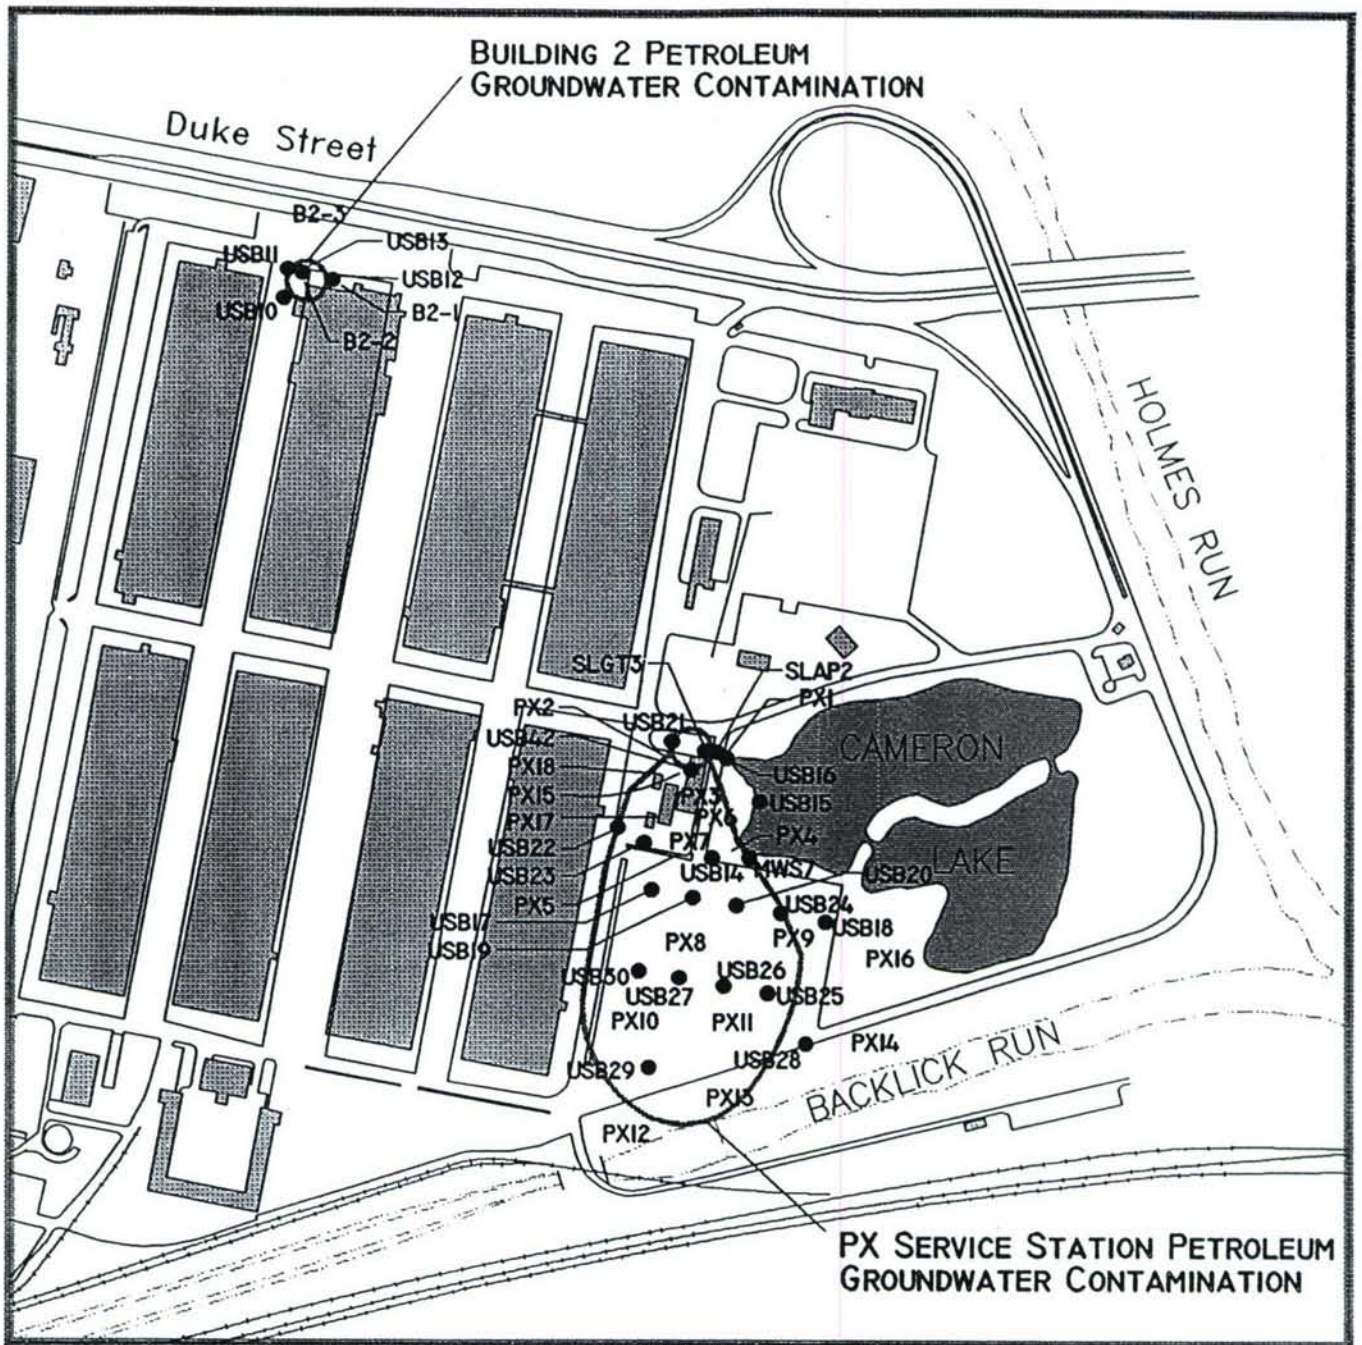 BUILDING 2 PETROLEUM
GROUNDWATER CONTAMINATION
Duke Street
B2-3
USB13
USB11
USB12
USB10
B2-1
B2-2
HOLMES RUN
SLGT3
SLAP2
PX2
PX1
USB21
USB42
CAMERON
PX18
USB16
PX15
PX3
USB15
PX17
PX6
PX4
USB22
PX7
LAKE
USB23
USB14
MWS7
USB20
PX5
USB24
USB17
USB18
USB19
PX8
PX9
PX16
USB30
USB26
USB27
USB25
PX10
PX11
PX14
USB28
USB29
BACKLICK RUN
PX13
PX12
PX SERVICE STATION PETROLEUM
GROUNDWATER CONTAMINATION